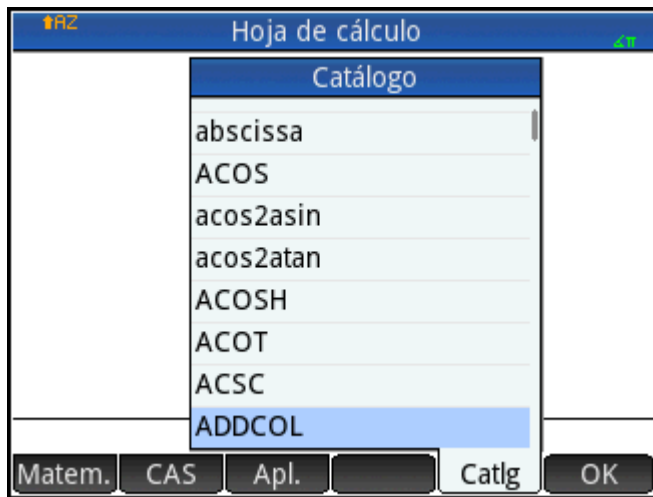 ↑AZ
Hoja de cálculo
∡π
Catálogo
abscissa
ACOS
acos2asin
acos2atan
ACOSH
ACOT
ACSC
ADDCOL
Matem. CAS Apl. Catlg OK